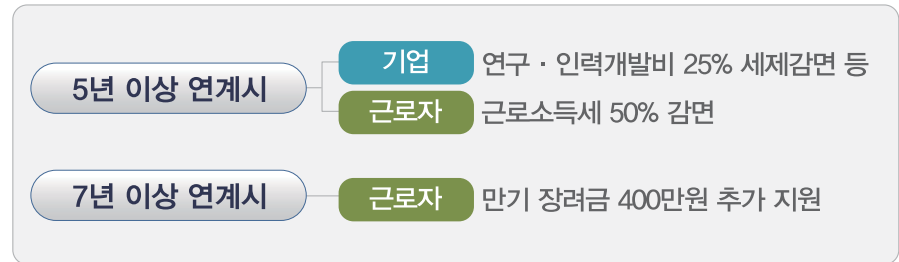 5년 이상 연계시
기업 연구·인력개발비 25% 세제감면 등
근로자 근로소득세 50% 감면
7년 이상 연계시 근로자 만기 장려금 400만원 추가 지원